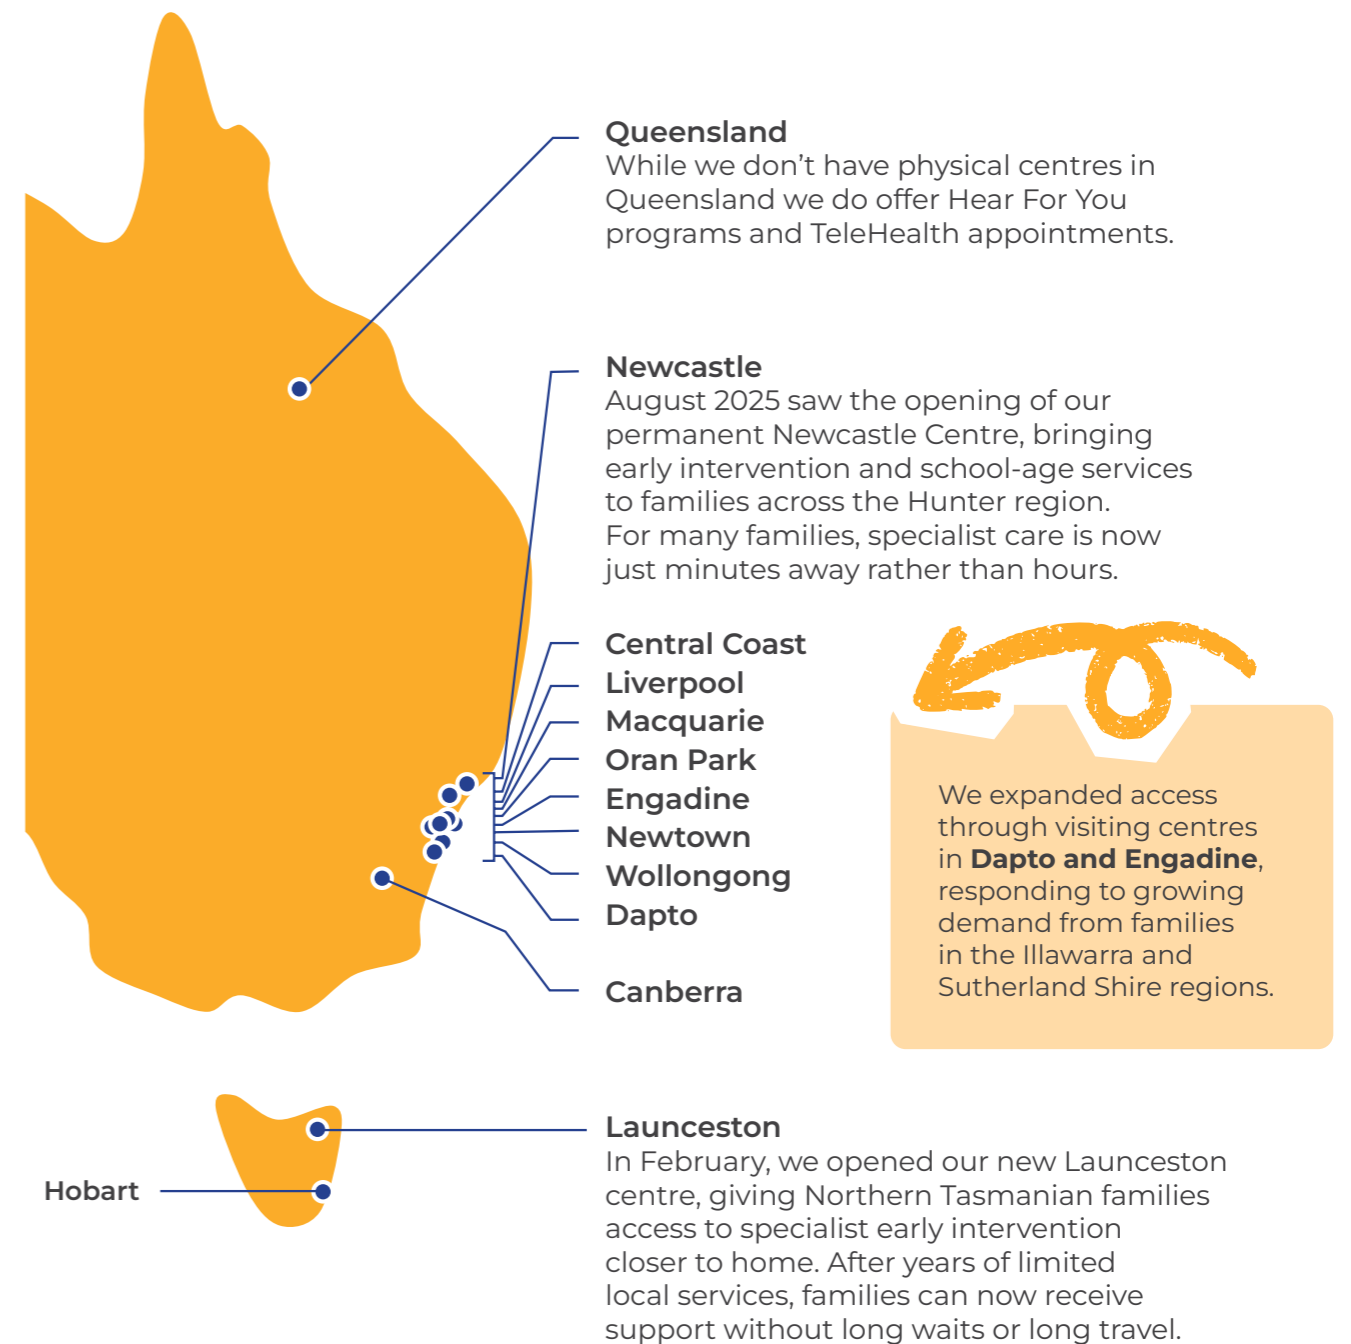 Queensland
While we don’t have physical centres in
Queensland we do offer Hear For You
programs and TeleHealth appointments.
Newcastle
August 2025 saw the opening of our
permanent Newcastle Centre, bringing
early intervention and school-age services
to families across the Hunter region.
For many families, specialist care is now
just minutes away rather than hours.
Central Coast
Liverpool
Macquarie
Oran Park
Engadine
Newtown
Wollongong
Dapto
Canberra
We expanded access
through visiting centres
in Dapto and Engadine,
responding to growing
demand from families
in the Illawarra and
Sutherland Shire regions.
Hobart
Launceston
In February, we opened our new Launceston
centre, giving Northern Tasmanian families
access to specialist early intervention
closer to home. After years of limited
local services, families can now receive
support without long waits or long travel.